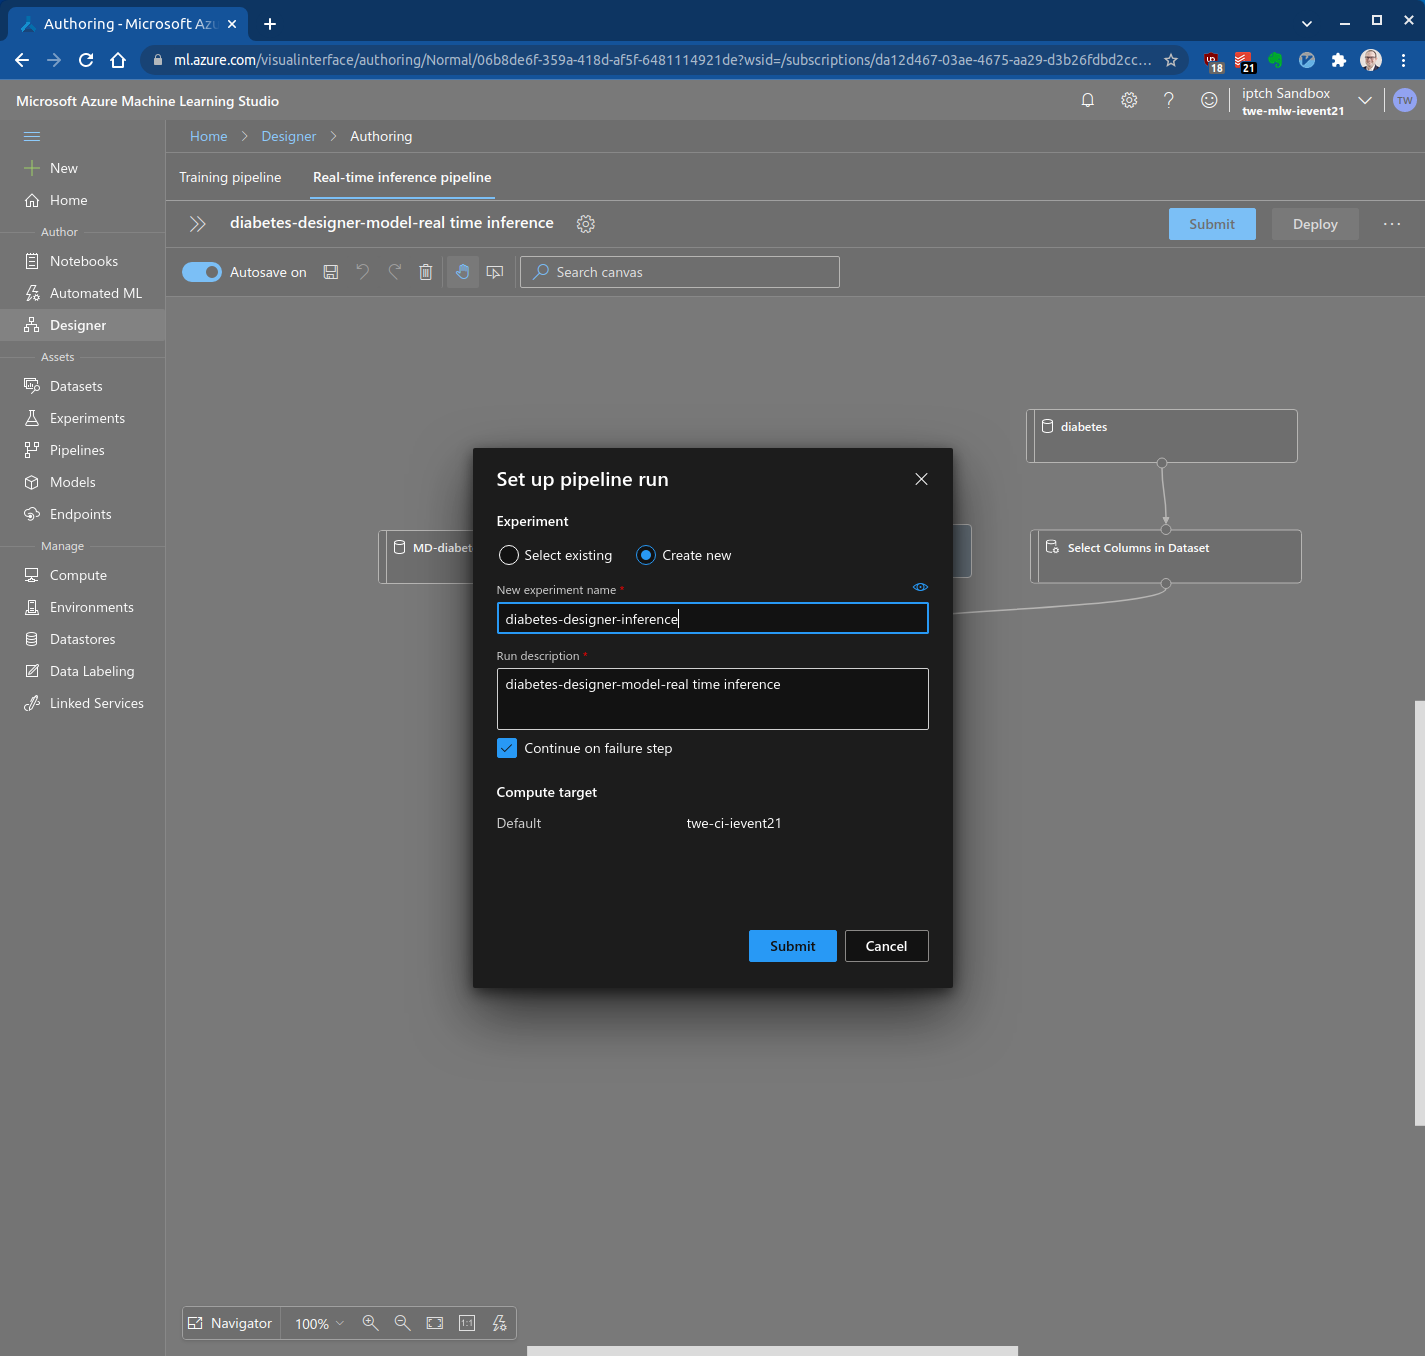 Authoring - Microsoft Azu
ml.azure.com/visualinterface/authoring/Normal/06b8de6f-359a-418d-af5f-6481114921de?wsid=/subscriptions/da12d467-03ae-4675-aa29-d3b26fdbd2cc...
18
21
Microsoft Azure Machine Learning Studio
iptch Sandbox
twe-mlw-ievent21
TW
Home > Designer > Authoring
New
Home
Author
Notebooks
Automated ML
Designer
Assets
Datasets
Experiments
Pipelines
Models
Endpoints
Manage
Compute
Environments
Datastores
Data Labeling
Linked Services
Training pipeline
Real-time inference pipeline
diabetes-designer-model-real time inference
Submit
Deploy
Autosave on
Search canvas
diabetes
MD-diabet
Select Columns in Dataset
Set up pipeline run
Experiment
Select existing
Create new
New experiment name *
diabetes-designer-inference
Run description *
diabetes-designer-model-real time inference
Continue on failure step
Compute target
Default
twe-ci-ievent21
Submit
Cancel
Navigator
100%
1:1